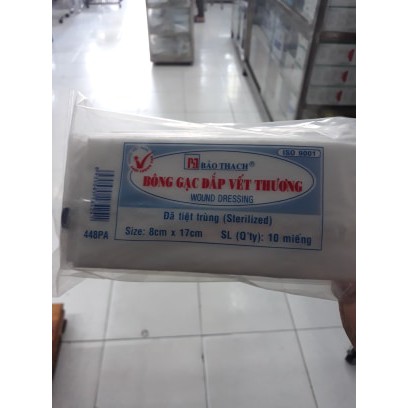 BẢO THẠCH®
ISO 9001
BÔNG GẠC ĐẮP VẾT THƯƠNG
WOUND DRESSING
Đã tiệt trùng (Sterilized)
448PA
Size: 8cm x 17cm
SL (Q'ty): 10 miếng